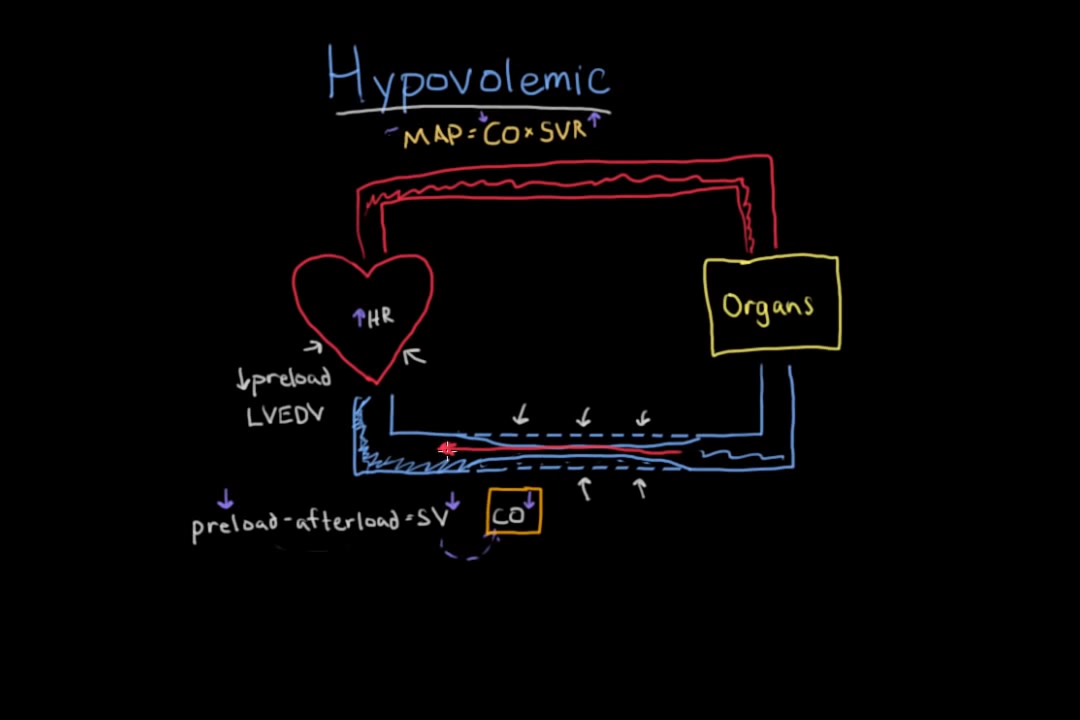 Hypovolemic
- MAP = ↓CO × SVR↑
Organs
↑HR
↓preload
LVEDV
↓preload - afterload = SV↓ CO↓